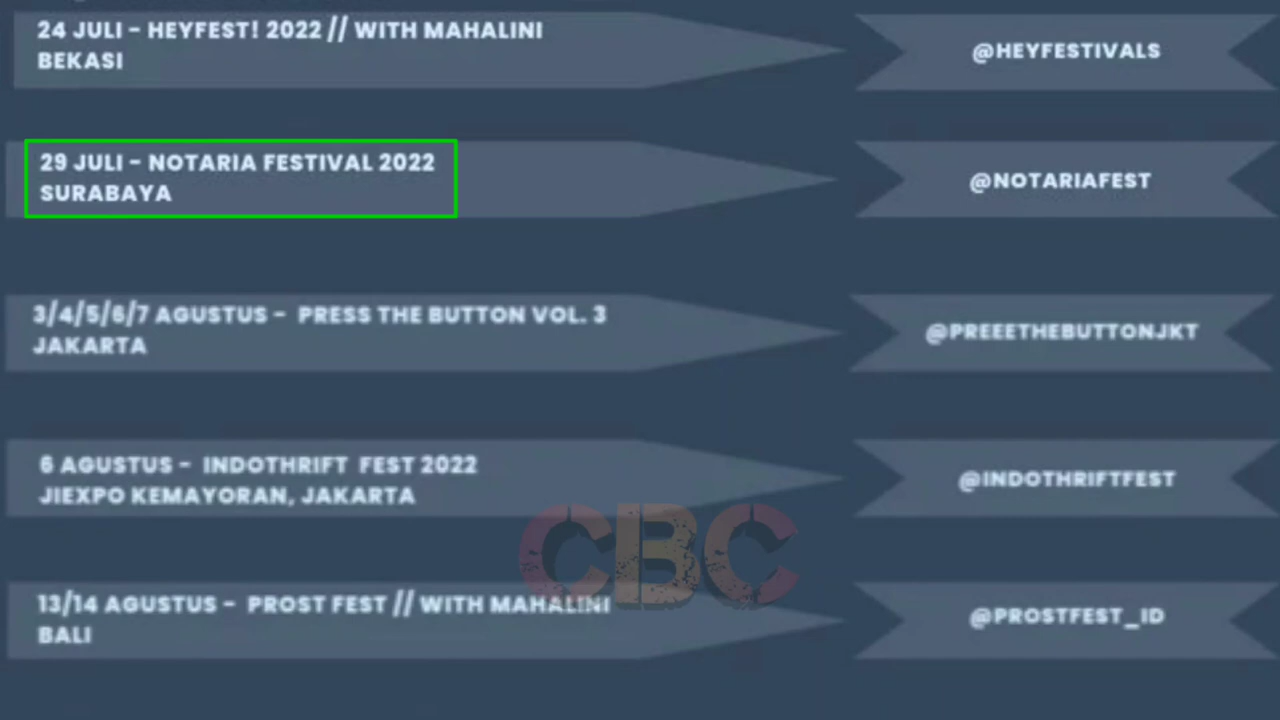 24 JULI - HEYFEST! 2022 // WITH MAHALINI
BEKASI
@HEYFESTIVALS
29 JULI - NOTARIA FESTIVAL 2022
SURABAYA
@NOTARIAFEST
3/4/5/6/7 AGUSTUS - PRESS THE BUTTON VOL. 3
JAKARTA
@PREEETHEBUTTONJKT
6 AGUSTUS - INDOTHRIFT FEST 2022
JIEXPO KEMAYORAN, JAKARTA
@INDOTHRIFTFEST
CBC
13/14 AGUSTUS - PROST FEST // WITH MAHALINI
BALI
@PROSTFEST_ID